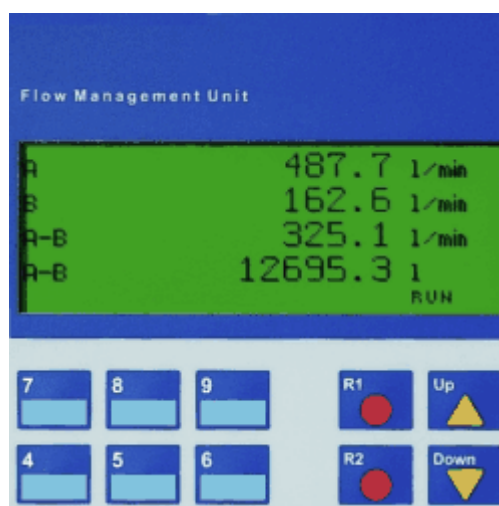 Flow Management Unit
A 487.7 l/min
B 162.6 l/min
A-B 325.1 l/min
A-B 12695.3 l
RUN
7 8 9 R1 Up
4 5 6 R2 Down